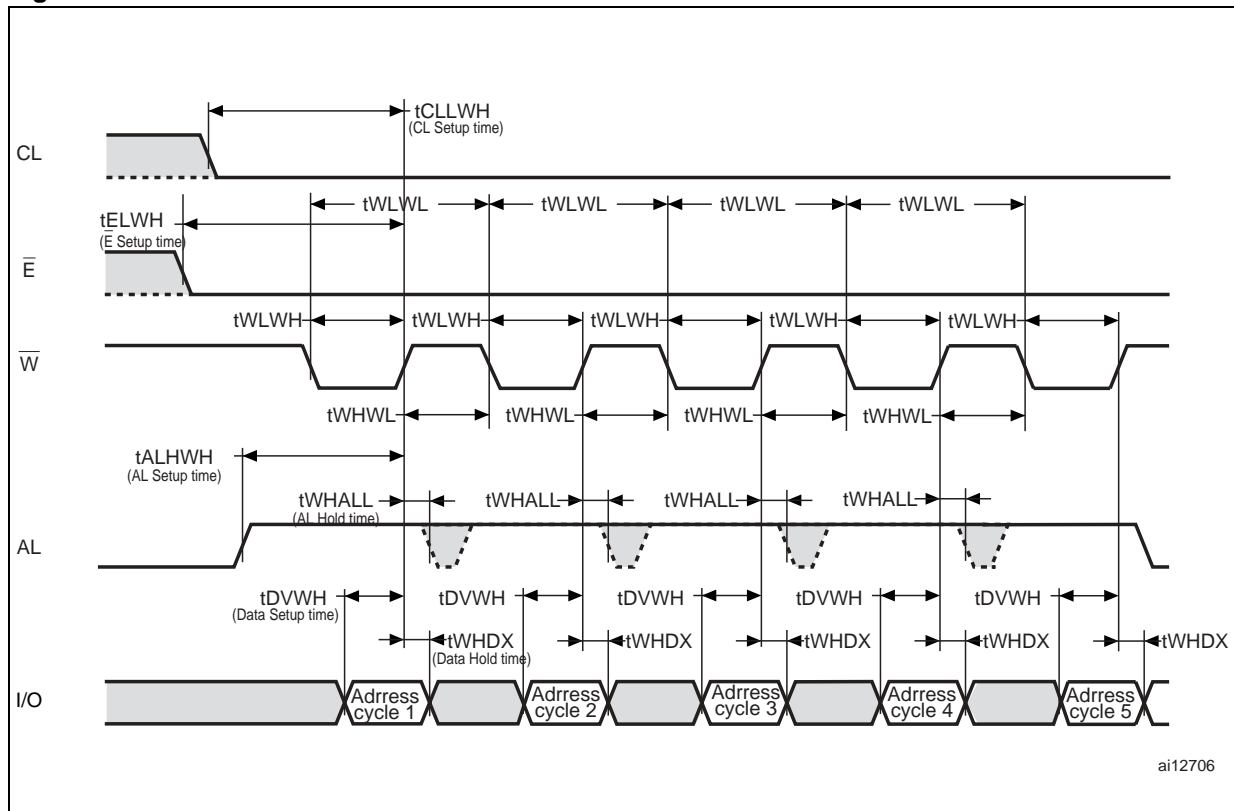 tCLLWH
(CL Setup time)
CL
tWLWL tWLWL tWLWL tWLWL
tELWH
(E Setup time)
E
tWLWH tWLWH tWLWH tWLWH tWLWH
W
tWHWL tWHWL tWHWL tWHWL
tALHWH
(AL Setup time)
tWHALL tWHALL tWHALL tWHALL
(AL Hold time)
AL
tDVWH tDVWH tDVWH tDVWH tDVWH
(Data Setup time)
tWHDX tWHDX tWHDX tWHDX tWHDX
(Data Hold time)
I/O
Adrress cycle 1
Adrress cycle 2
Adrress cycle 3
Adrress cycle 4
Adrress cycle 5
ai12706